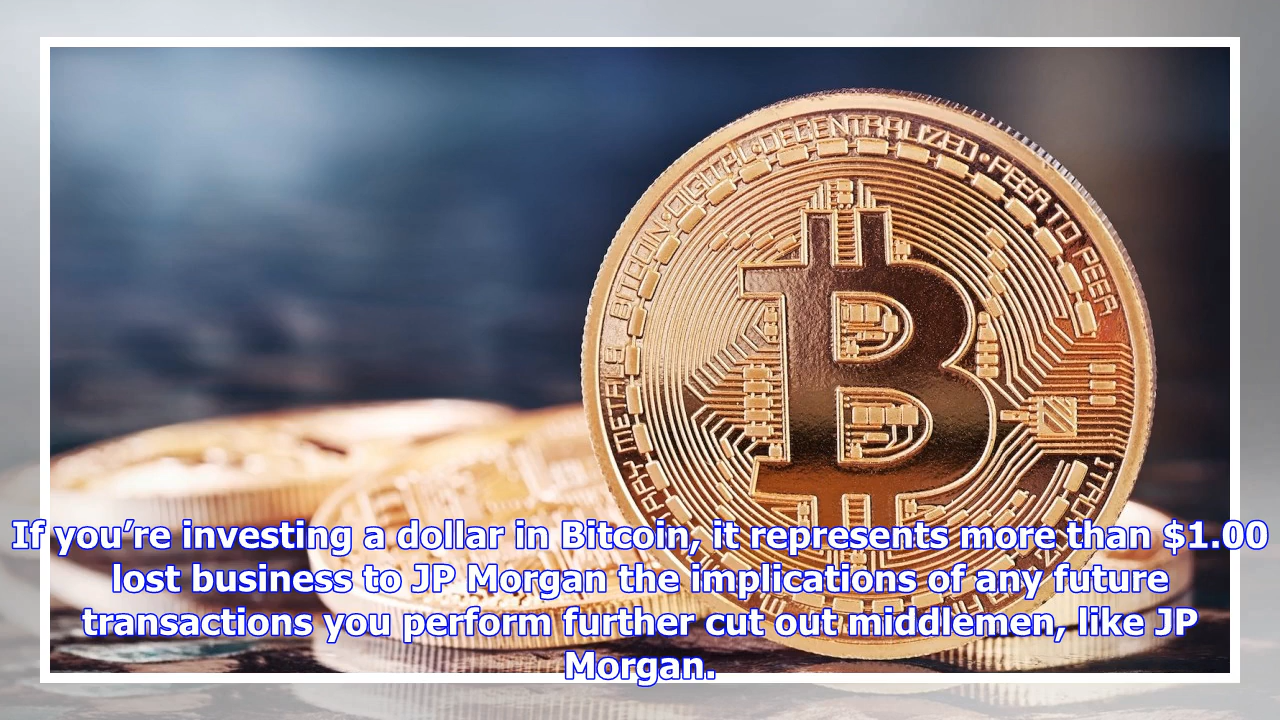 BITCOIN•DIGITAL•DECENTRALIZED•PEER TO PEER
If you’re investing a dollar in Bitcoin, it represents more than $1.00
lost business to JP Morgan the implications of any future
transactions you perform further cut out middlemen, like JP
Morgan.